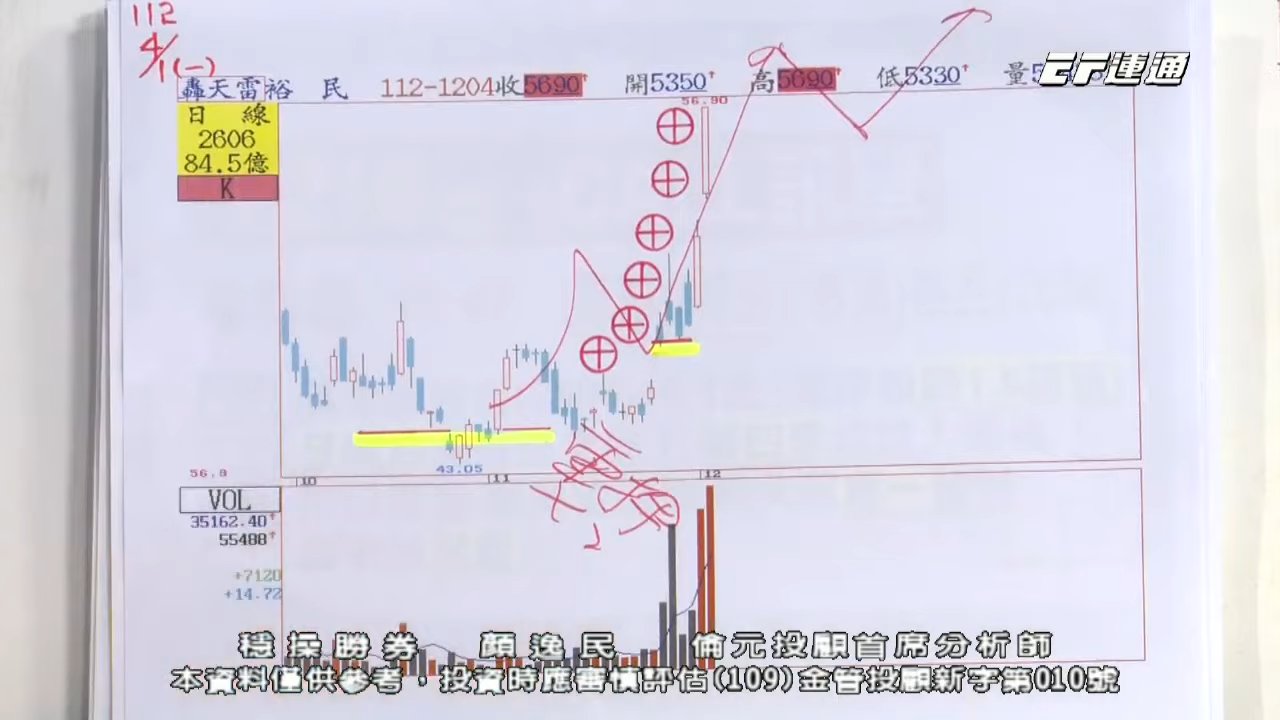 112
4/1(一)
轟天雷裕 民 112-1204收5690↑ 開5350↑ 高5690↑ 低5330↑ 量5
EF運通
日 線
2606
84.5億
K
56.90
43.05
56.9
10 11 12
VOL
35162.40↑
55488↑
+7120
+14.72
穩操勝券 顏逸民 倫元投顧首席分析師
本資料僅供參考，投資時應審慎評估(109)金管投顧新字第010號